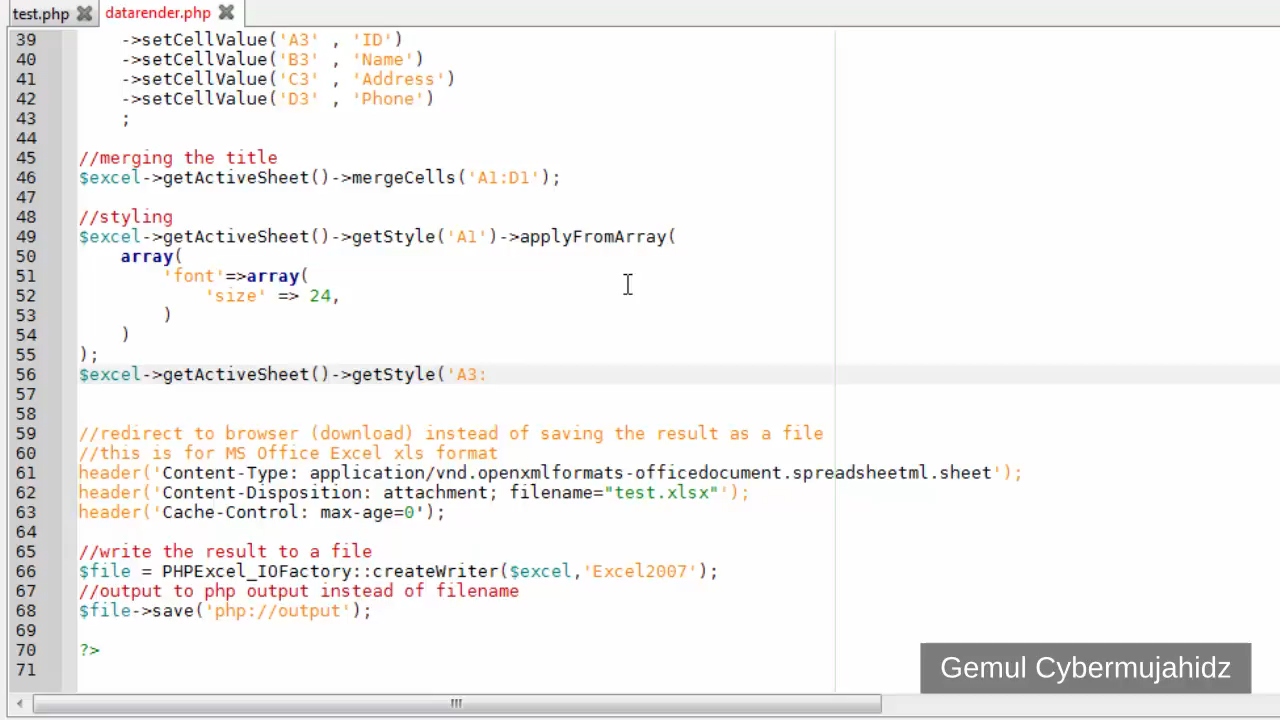 test.php datarender.php
39 ->setCellValue('A3' , 'ID')
40 ->setCellValue('B3' , 'Name')
41 ->setCellValue('C3' , 'Address')
42 ->setCellValue('D3' , 'Phone')
43 ;
44
45 //merging the title
46 $excel->getActiveSheet()->mergeCells('A1:D1');
47
48 //styling
49 $excel->getActiveSheet()->getStyle('A1')->applyFromArray(
50 array(
51 'font'=>array(
52 'size' => 24,
53 )
54 )
55 );
56 $excel->getActiveSheet()->getStyle('A3:
57
58
59 //redirect to browser (download) instead of saving the result as a file
60 //this is for MS Office Excel xls format
61 header('Content-Type: application/vnd.openxmlformats-officedocument.spreadsheetml.sheet');
62 header('Content-Disposition: attachment; filename="test.xlsx"');
63 header('Cache-Control: max-age=0');
64
65 //write the result to a file
66 $file = PHPExcel_IOFactory::createWriter($excel,'Excel2007');
67 //output to php output instead of filename
68 $file->save('php://output');
69
70 ?>
71
Gemul Cybermujahidz